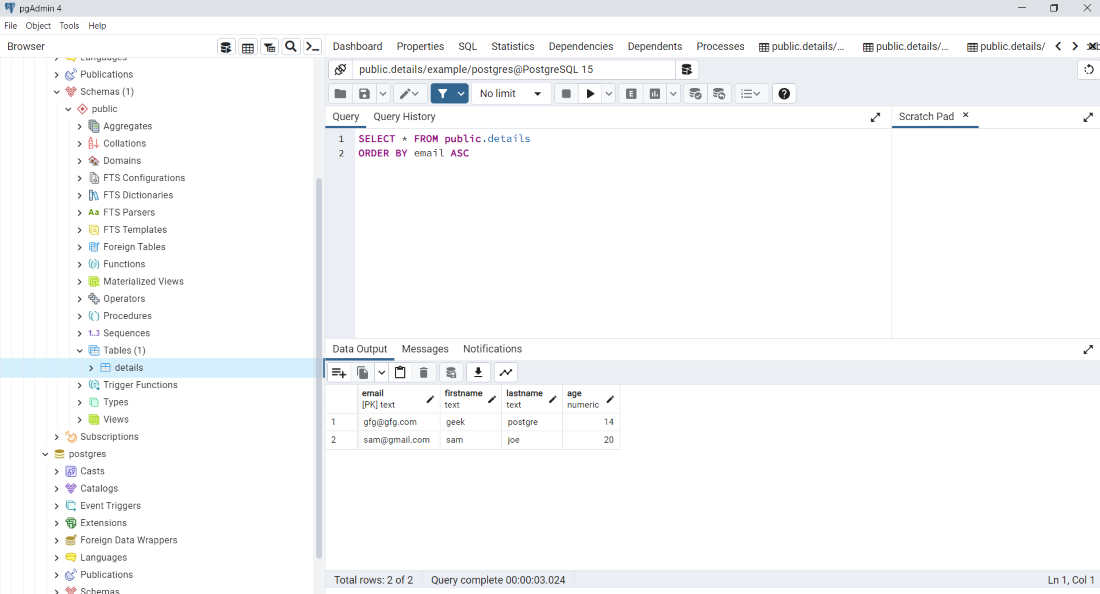 pgAdmin 4
File Object Tools Help
Browser
Languages
Publications
Schemas (1)
public
Aggregates
Collations
Domains
FTS Configurations
FTS Dictionaries
Aa FTS Parsers
FTS Templates
Foreign Tables
Functions
Materialized Views
Operators
Procedures
1..3 Sequences
Tables (1)
details
Trigger Functions
Types
Views
Subscriptions
postgres
Casts
Catalogs
Event Triggers
Extensions
Foreign Data Wrappers
Languages
Publications
Schemas
Dashboard Properties SQL Statistics Dependencies Dependents Processes public.details/... public.details/... public.details/
public.details/example/postgres@PostgreSQL 15
No limit
E
Query Query History
Scratch Pad
1 SELECT * FROM public.details
2 ORDER BY email ASC
Data Output Messages Notifications
email firstname lastname age
[PK] text text text numeric
1 gfg@gfg.com geek postgre 14
2 sam@gmail.com sam joe 20
Total rows: 2 of 2 Query complete 00:00:03.024 Ln 1, Col 1